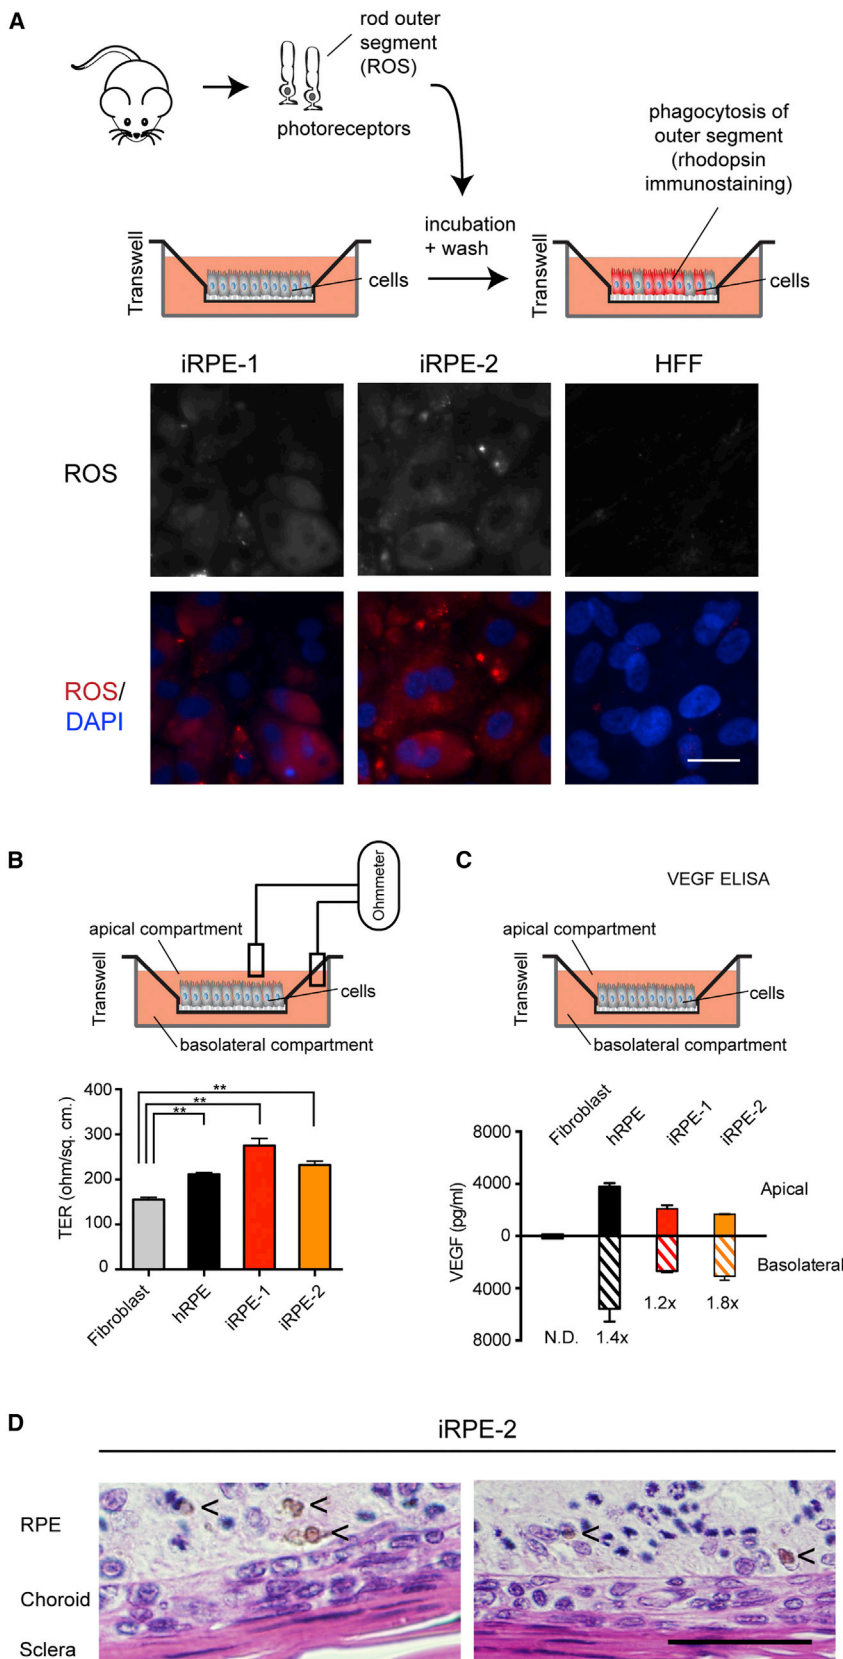 A
rod outer
segment
(ROS)
photoreceptors
phagocytosis of
outer segment
(rhodopsin
immunostaining)
incubation
+ wash
Transwell
cells
Transwell
cells
iRPE-1 iRPE-2 HFF
ROS
ROS/
DAPI
B
Ohmmeter
apical compartment
Transwell
cells
basolateral compartment
TER (ohm/sq. cm.)
400
300
200
100
0
**
**
**
Fibroblast hRPE iRPE-1 iRPE-2
C
VEGF ELISA
apical compartment
Transwell
cells
basolateral compartment
Fibroblast hRPE iRPE-1 iRPE-2
VEGF (pg/ml)
8000
4000
0
4000
8000
Apical
Basolateral
N.D. 1.4x 1.2x 1.8x
D
iRPE-2
RPE
Choroid
Sclera
< < < < <